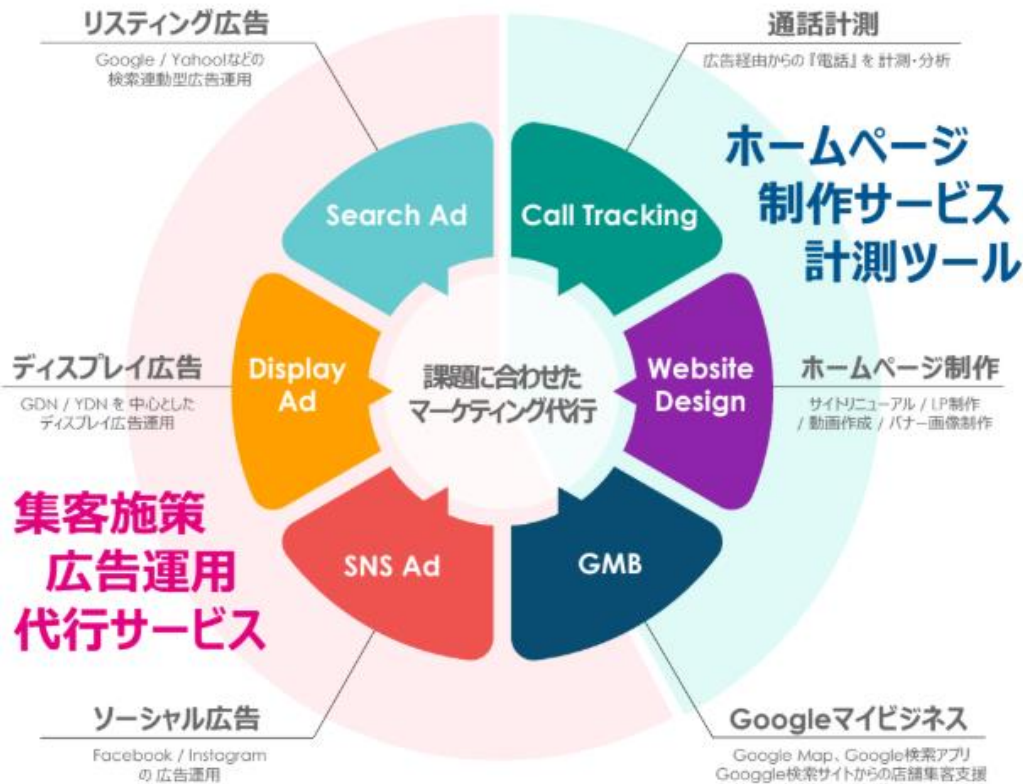 リスティング広告
Google / Yahoo!などの
検索連動型広告運用
通話計測
広告経由からの『電話』を計測・分析
ホームページ
制作サービス
計測ツール
Search Ad
Call Tracking
ディスプレイ広告
GDN / YDN を中心とした
ディスプレイ広告運用
Display
Ad
課題に合わせた
マーケティング代行
Website
Design
ホームページ制作
サイトリニューアル / LP制作
/ 動画作成 / バナー画像制作
集客施策
広告運用
代行サービス
SNS Ad
GMB
ソーシャル広告
Facebook / Instagram
の広告運用
Googleマイビジネス
Google Map、Google検索アプリ
Googgle検索サイトからの店舗集客支援